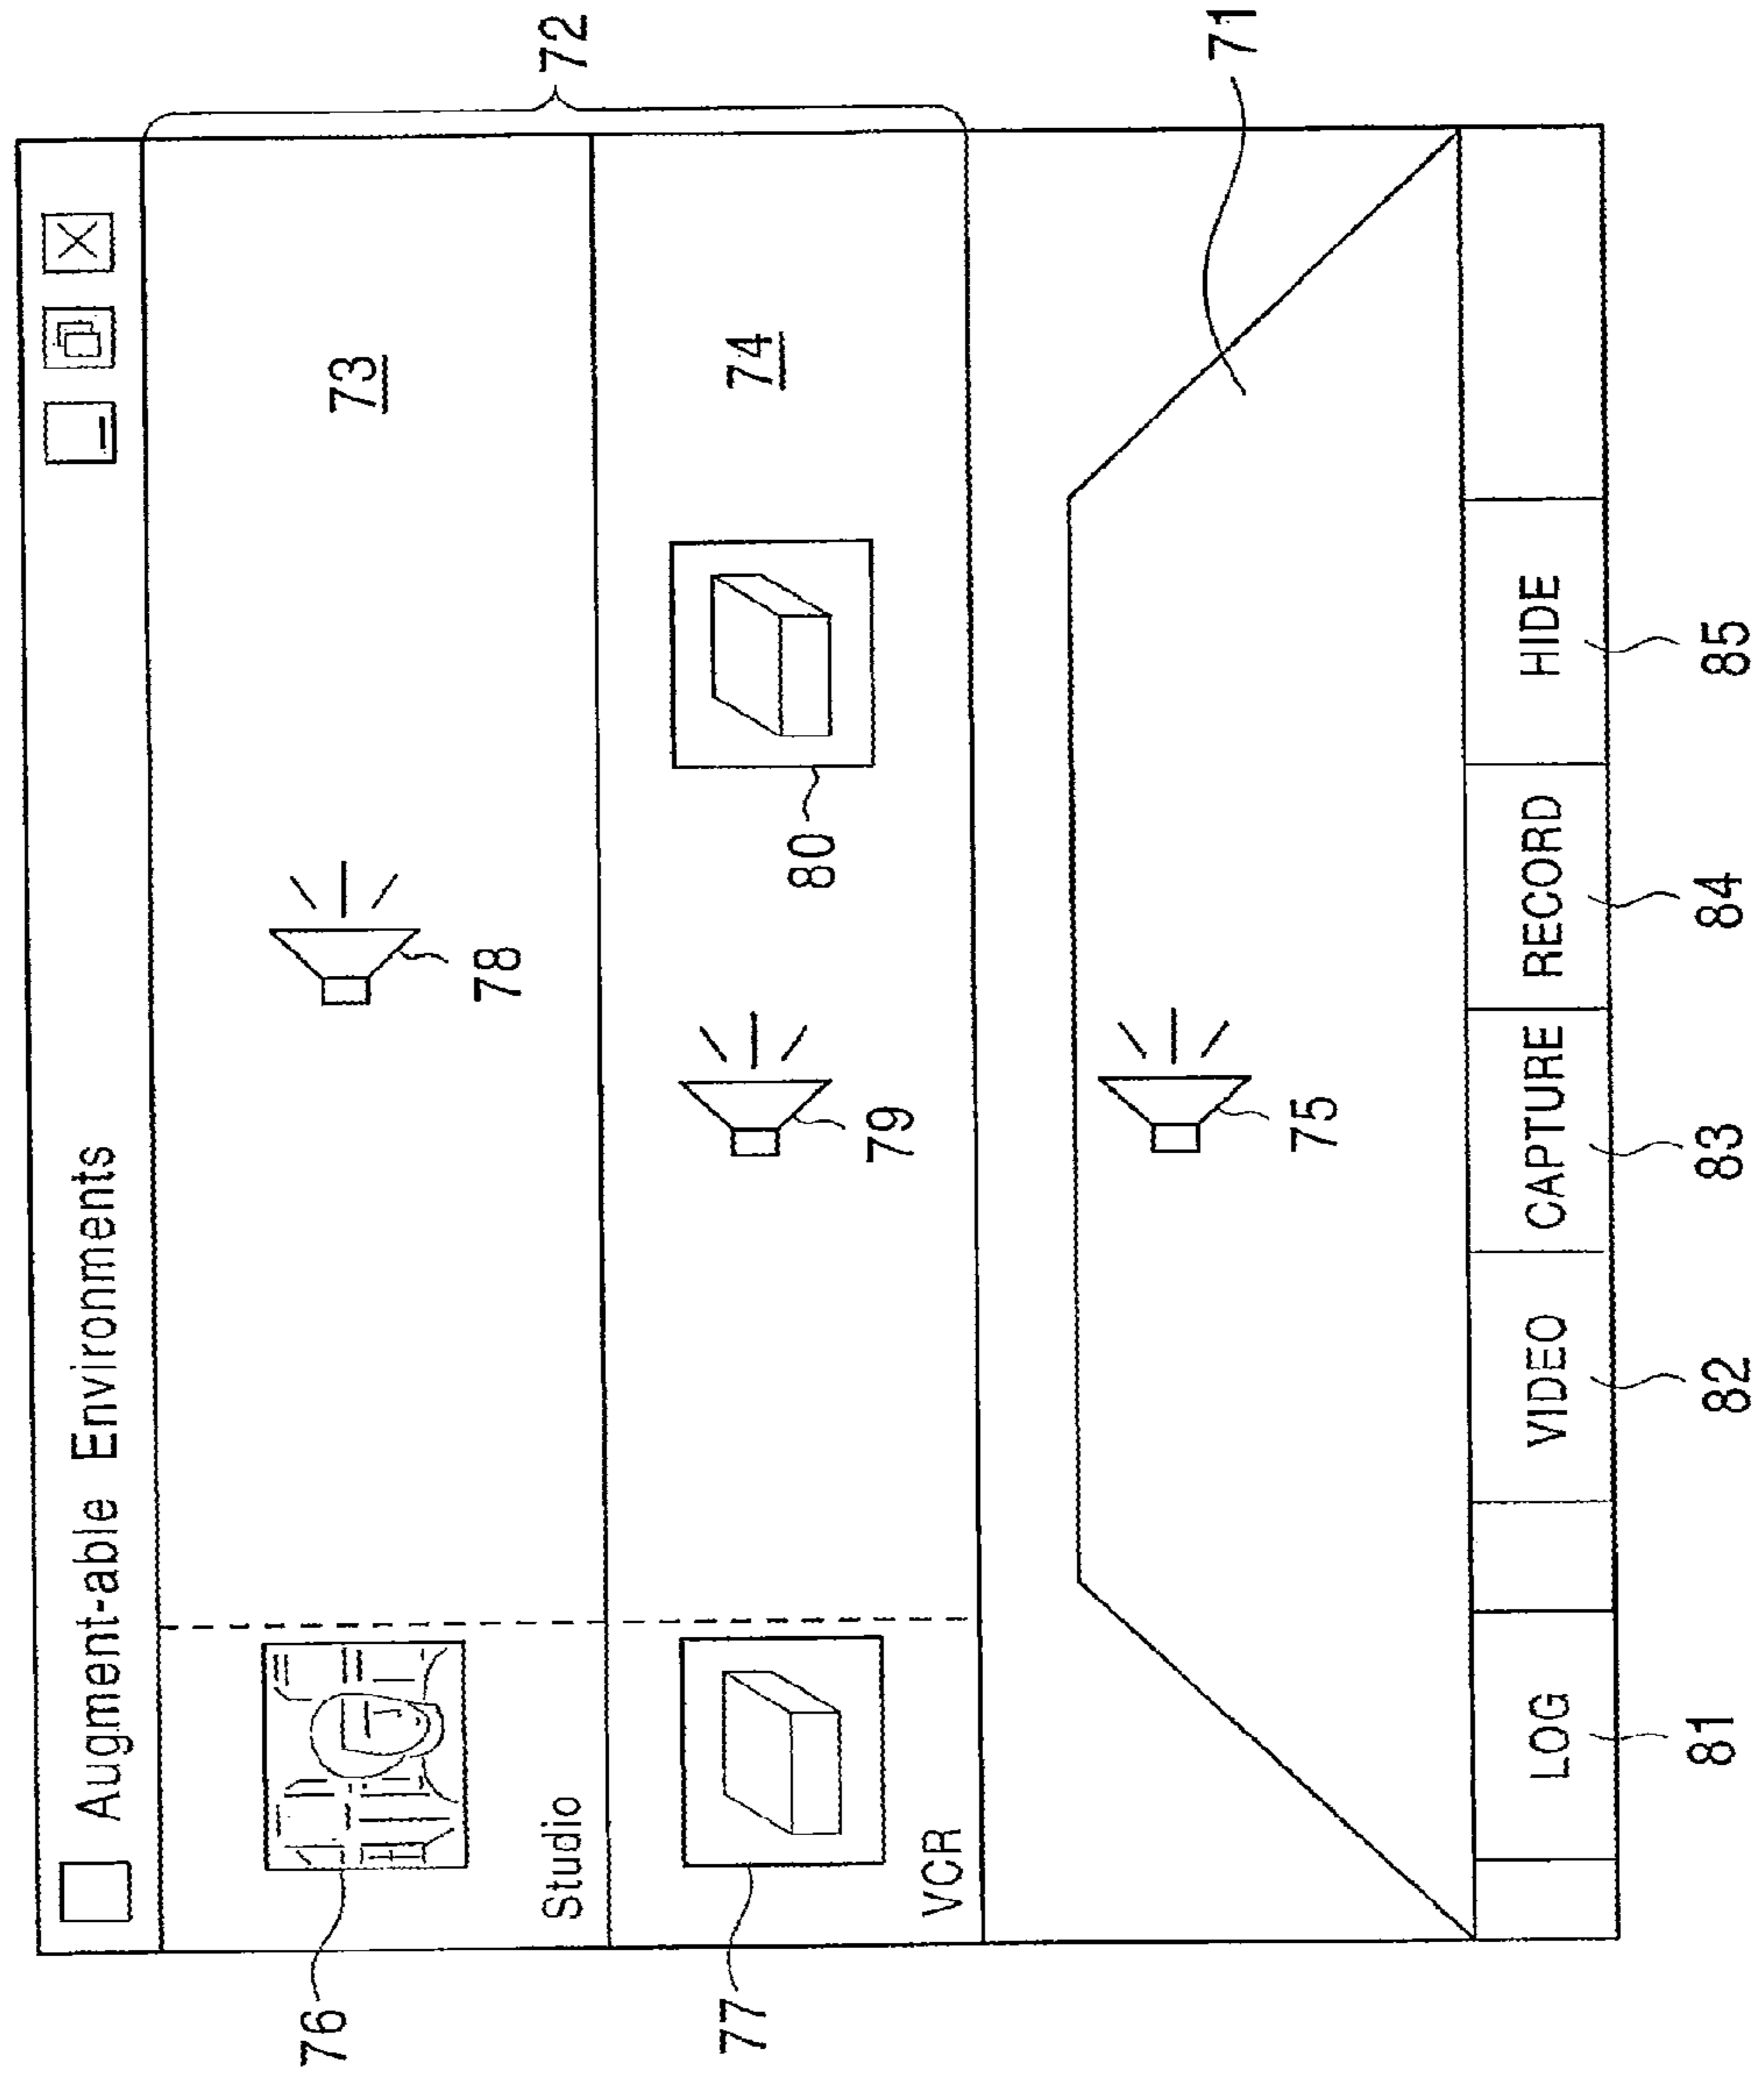 Augment-able Environments
72
73
78
76
Studio
74
80
79
77
VCR
71
75
LOG VIDEO CAPTURE RECORD HIDE
81 82 83 84 85